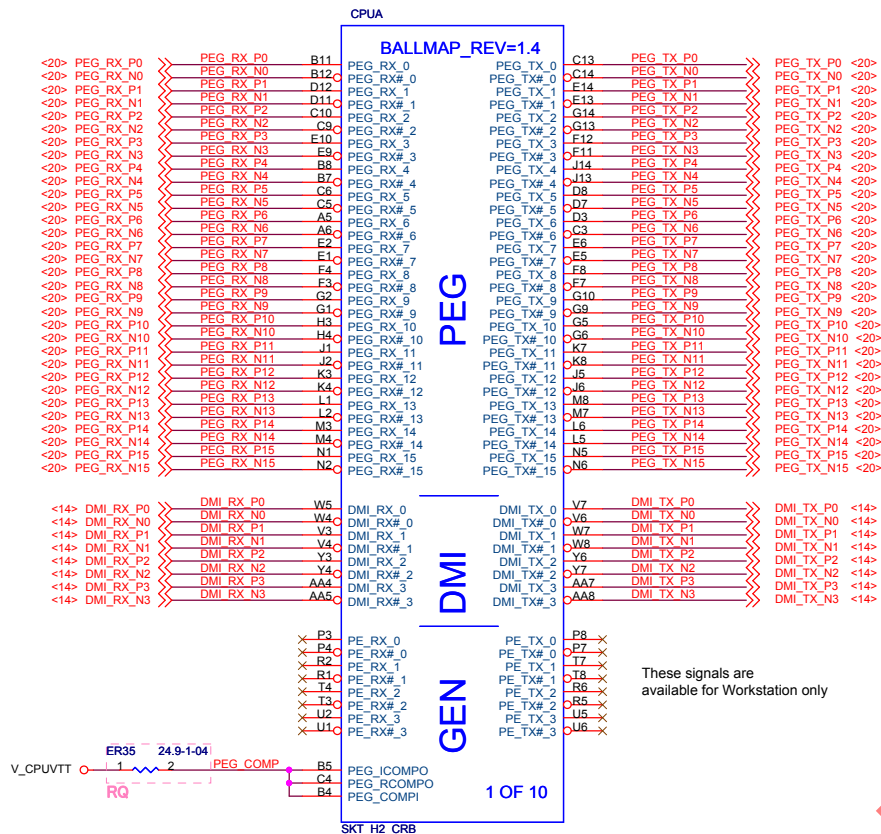 CPUA
BALLMAP_REV=1.4
<20> PEG_RX_P0 PEG_RX_P0 B11 PEG_RX_0 PEG_TX_0 C13 PEG_TX_P0 PEG_TX_P0 <20>
<20> PEG_RX_N0 PEG_RX_N0 B12 PEG_RX#_0 PEG_TX#_0 C14 PEG_TX_N0 PEG_TX_N0 <20>
<20> PEG_RX_P1 PEG_RX_P1 D12 PEG_RX_1 PEG_TX_1 E14 PEG_TX_P1 PEG_TX_P1 <20>
<20> PEG_RX_N1 PEG_RX_N1 D11 PEG_RX#_1 PEG_TX#_1 E13 PEG_TX_N1 PEG_TX_N1 <20>
<20> PEG_RX_P2 PEG_RX_P2 C10 PEG_RX_2 PEG_TX_2 G14 PEG_TX_P2 PEG_TX_P2 <20>
<20> PEG_RX_N2 PEG_RX_N2 C9 PEG_RX#_2 PEG_TX#_2 G13 PEG_TX_N2 PEG_TX_N2 <20>
<20> PEG_RX_P3 PEG_RX_P3 E10 PEG_RX_3 PEG_TX_3 F12 PEG_TX_P3 PEG_TX_P3 <20>
<20> PEG_RX_N3 PEG_RX_N3 E9 PEG_RX#_3 PEG_TX#_3 F11 PEG_TX_N3 PEG_TX_N3 <20>
<20> PEG_RX_P4 PEG_RX_P4 B8 PEG_RX_4 PEG_TX_4 J14 PEG_TX_P4 PEG_TX_P4 <20>
<20> PEG_RX_N4 PEG_RX_N4 B7 PEG_RX#_4 PEG_TX#_4 J13 PEG_TX_N4 PEG_TX_N4 <20>
<20> PEG_RX_P5 PEG_RX_P5 C6 PEG_RX_5 PEG_TX_5 D8 PEG_TX_P5 PEG_TX_P5 <20>
<20> PEG_RX_N5 PEG_RX_N5 C5 PEG_RX#_5 PEG_TX#_5 D7 PEG_TX_N5 PEG_TX_N5 <20>
<20> PEG_RX_P6 PEG_RX_P6 A5 PEG_RX_6 PEG_TX_6 D3 PEG_TX_P6 PEG_TX_P6 <20>
<20> PEG_RX_N6 PEG_RX_N6 A6 PEG_RX#_6 PEG_TX#_6 C3 PEG_TX_N6 PEG_TX_N6 <20>
<20> PEG_RX_P7 PEG_RX_P7 E2 PEG_RX_7 PEG_TX_7 E6 PEG_TX_P7 PEG_TX_P7 <20>
<20> PEG_RX_N7 PEG_RX_N7 E1 PEG_RX#_7 PEG_TX#_7 E5 PEG_TX_N7 PEG_TX_N7 <20>
<20> PEG_RX_P8 PEG_RX_P8 F4 PEG_RX_8 PEG_TX_8 F8 PEG_TX_P8 PEG_TX_P8 <20>
<20> PEG_RX_N8 PEG_RX_N8 F3 PEG_RX#_8 PEG_TX#_8 F7 PEG_TX_N8 PEG_TX_N8 <20>
<20> PEG_RX_P9 PEG_RX_P9 G2 PEG_RX_9 PEG_TX_9 G10 PEG_TX_P9 PEG_TX_P9 <20>
<20> PEG_RX_N9 PEG_RX_N9 G1 PEG_RX#_9 PEG_TX#_9 G9 PEG_TX_N9 PEG_TX_N9 <20>
<20> PEG_RX_P10 PEG_RX_P10 H3 PEG_RX_10 PEG_TX_10 G5 PEG_TX_P10 PEG_TX_P10 <20>
<20> PEG_RX_N10 PEG_RX_N10 H4 PEG_RX#_10 PEG_TX#_10 G6 PEG_TX_N10 PEG_TX_N10 <20>
<20> PEG_RX_P11 PEG_RX_P11 J1 PEG_RX_11 PEG_TX_11 K7 PEG_TX_P11 PEG_TX_P11 <20>
<20> PEG_RX_N11 PEG_RX_N11 J2 PEG_RX#_11 PEG_TX#_11 K8 PEG_TX_N11 PEG_TX_N11 <20>
<20> PEG_RX_P12 PEG_RX_P12 K3 PEG_RX_12 PEG_TX_12 J5 PEG_TX_P12 PEG_TX_P12 <20>
<20> PEG_RX_N12 PEG_RX_N12 K4 PEG_RX#_12 PEG_TX#_12 J6 PEG_TX_N12 PEG_TX_N12 <20>
<20> PEG_RX_P13 PEG_RX_P13 L1 PEG_RX_13 PEG_TX_13 M8 PEG_TX_P13 PEG_TX_P13 <20>
<20> PEG_RX_N13 PEG_RX_N13 L2 PEG_RX#_13 PEG_TX#_13 M7 PEG_TX_N13 PEG_TX_N13 <20>
<20> PEG_RX_P14 PEG_RX_P14 M3 PEG_RX_14 PEG_TX_14 L6 PEG_TX_P14 PEG_TX_P14 <20>
<20> PEG_RX_N14 PEG_RX_N14 M4 PEG_RX#_14 PEG_TX#_14 L5 PEG_TX_N14 PEG_TX_N14 <20>
<20> PEG_RX_P15 PEG_RX_P15 N1 PEG_RX_15 PEG_TX_15 N5 PEG_TX_P15 PEG_TX_P15 <20>
<20> PEG_RX_N15 PEG_RX_N15 N2 PEG_RX#_15 PEG_TX#_15 N6 PEG_TX_N15 PEG_TX_N15 <20>
PEG
<14> DMI_RX_P0 DMI_RX_P0 W5 DMI_RX_0 DMI_TX_0 V7 DMI_TX_P0 DMI_TX_P0 <14>
<14> DMI_RX_N0 DMI_RX_N0 W4 DMI_RX#_0 DMI_TX#_0 V6 DMI_TX_N0 DMI_TX_N0 <14>
<14> DMI_RX_P1 DMI_RX_P1 V3 DMI_RX_1 DMI_TX_1 W7 DMI_TX_P1 DMI_TX_P1 <14>
<14> DMI_RX_N1 DMI_RX_N1 V4 DMI_RX#_1 DMI_TX#_1 W8 DMI_TX_N1 DMI_TX_N1 <14>
<14> DMI_RX_P2 DMI_RX_P2 Y3 DMI_RX_2 DMI_TX_2 Y6 DMI_TX_P2 DMI_TX_P2 <14>
<14> DMI_RX_N2 DMI_RX_N2 Y4 DMI_RX#_2 DMI_TX#_2 Y7 DMI_TX_N2 DMI_TX_N2 <14>
<14> DMI_RX_P3 DMI_RX_P3 AA4 DMI_RX_3 DMI_TX_3 AA7 DMI_TX_P3 DMI_TX_P3 <14>
<14> DMI_RX_N3 DMI_RX_N3 AA5 DMI_RX#_3 DMI_TX#_3 AA8 DMI_TX_N3 DMI_TX_N3 <14>
DMI
P3 PE_RX_0 PE_TX_0 P8
P4 PE_RX#_0 PE_TX#_0 P7
R2 PE_RX_1 PE_TX_1 T7
R1 PE_RX#_1 PE_TX#_1 T8
T4 PE_RX_2 PE_TX_2 R6
T3 PE_RX#_2 PE_TX#_2 R5
U2 PE_RX_3 PE_TX_3 U5
U1 PE_RX#_3 PE_TX#_3 U6
GEN
These signals are
available for Workstation only
ER35 24.9-1-04
V_CPUVTT 1 2 PEG_COMP B5 PEG_ICOMPO
C4 PEG_RCOMPO
B4 PEG_COMPI
RQ
1 OF 10
SKT_H2_CRB